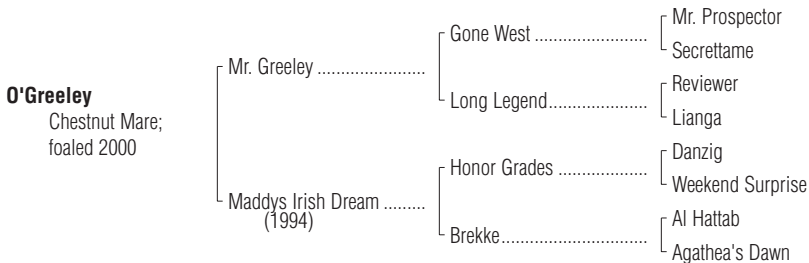 O'Greeley
Chestnut Mare;
foaled 2000
Mr. Greeley .......................
Maddys Irish Dream .........
(1994)
Gone West ........................
Long Legend.....................
Honor Grades ...................
Brekke...............................
Mr. Prospector
Secrettame
Reviewer
Lianga
Danzig
Weekend Surprise
Al Hattab
Agathea's Dawn